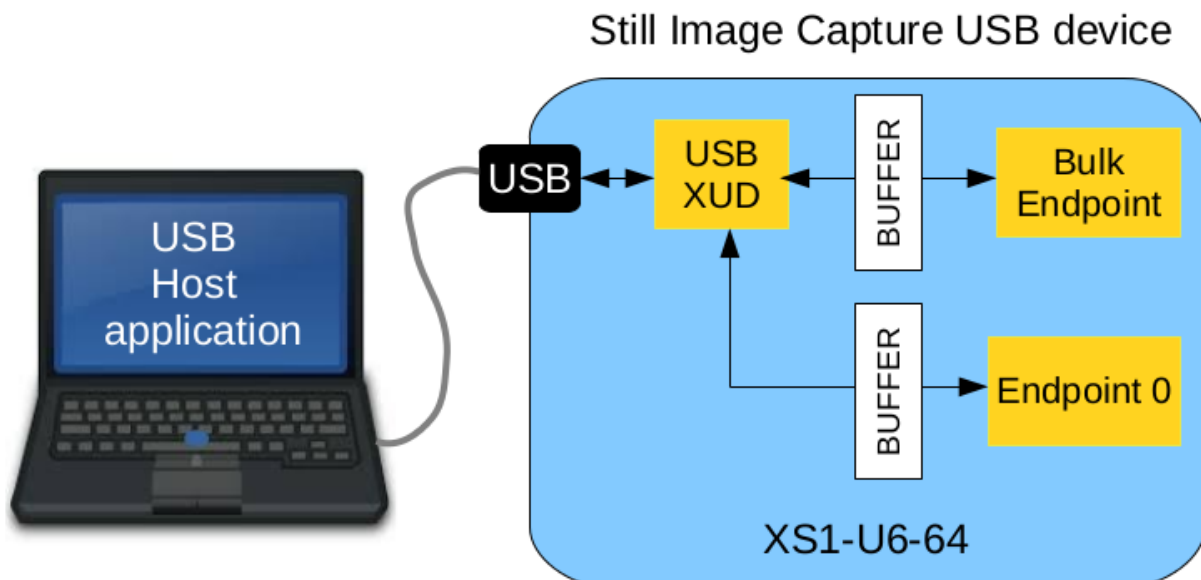 Still Image Capture USB device
USB
Host
application
USB
USB
XUD
BUFFER
Bulk
Endpoint
BUFFER
Endpoint 0
XS1-U6-64